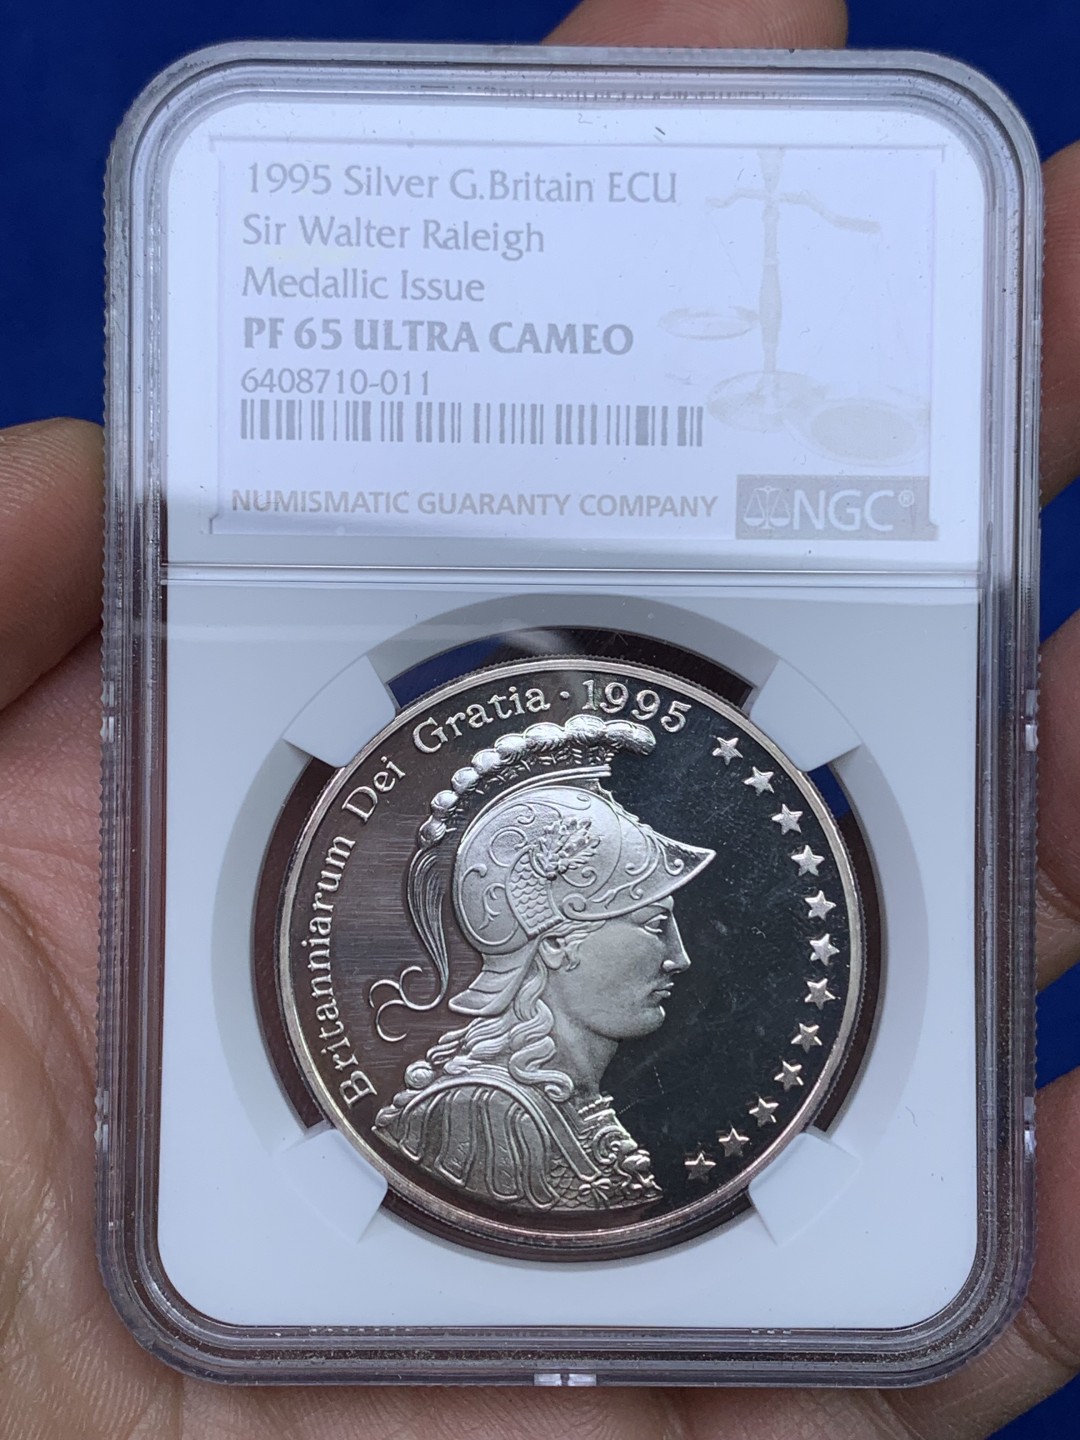 1995 Silver G.Britain ECU
Sir Walter Raleigh
Medallic Issue
PF 65 ULTRA CAMEO
6408710-011
NUMISMATIC GUARANTY COMPANY
NGC®
Britanniarum Dei Gratia · 1995